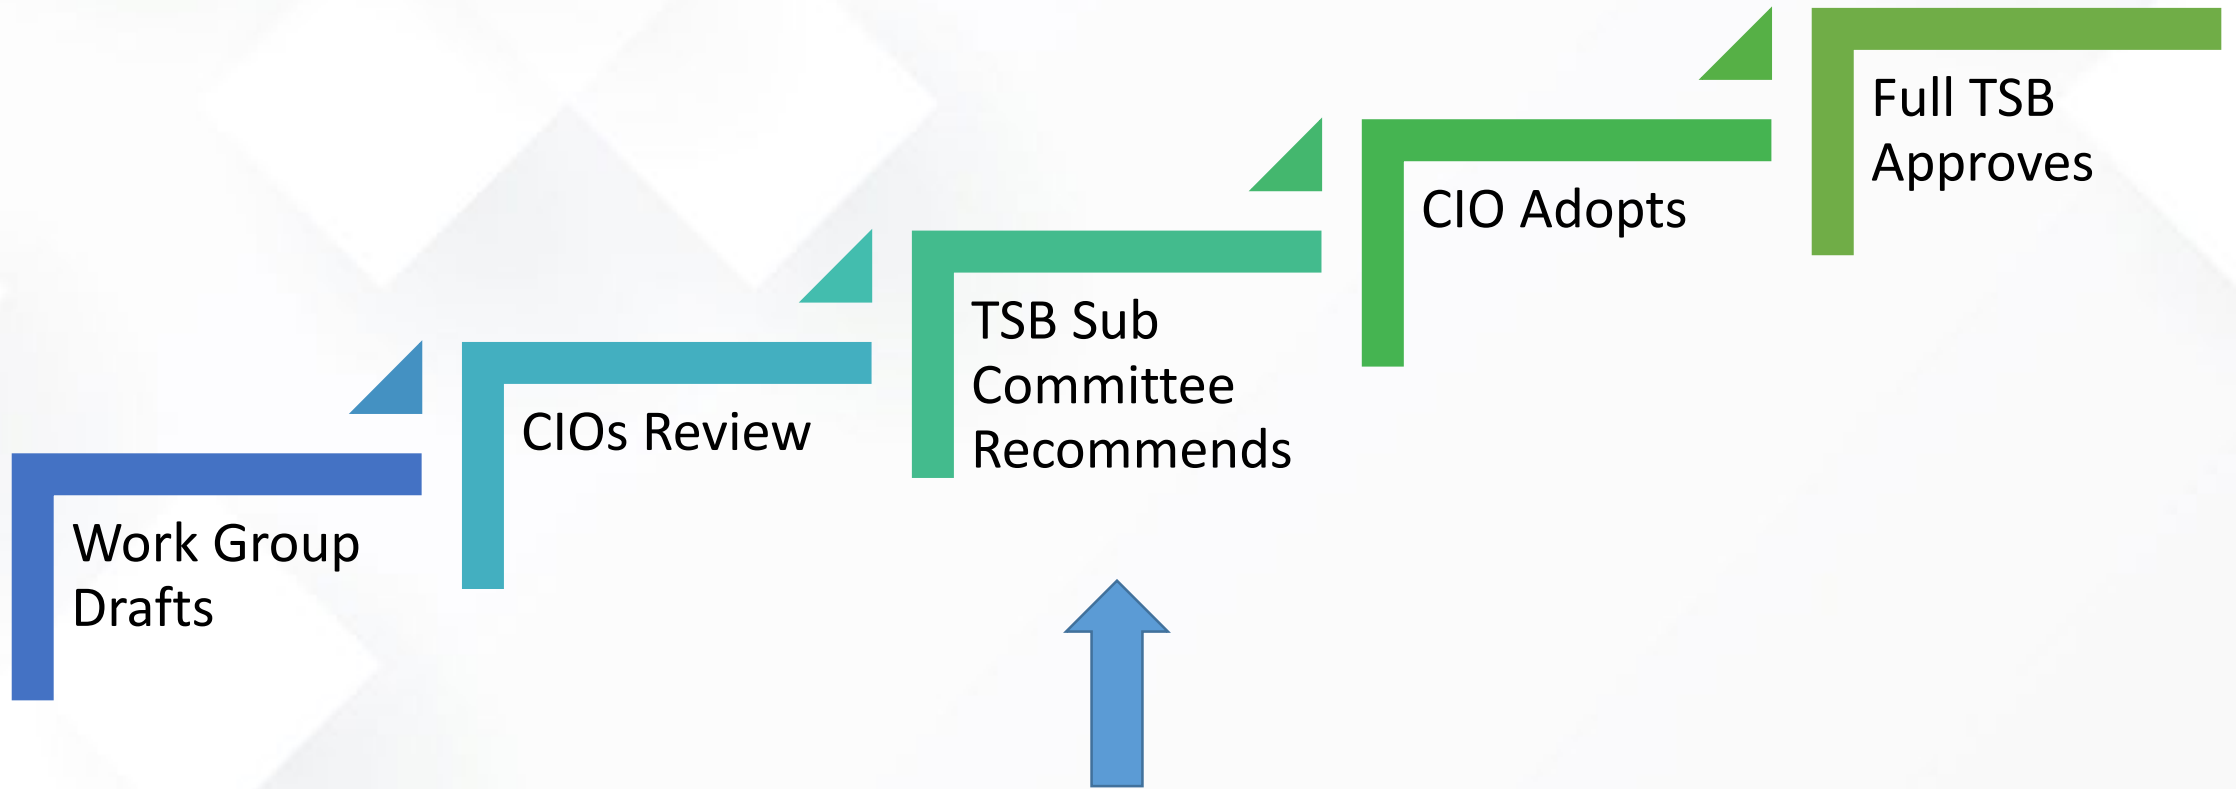 Work Group
Drafts
CIOs Review
TSB Sub
Committee
Recommends
CIO Adopts
Full TSB
Approves